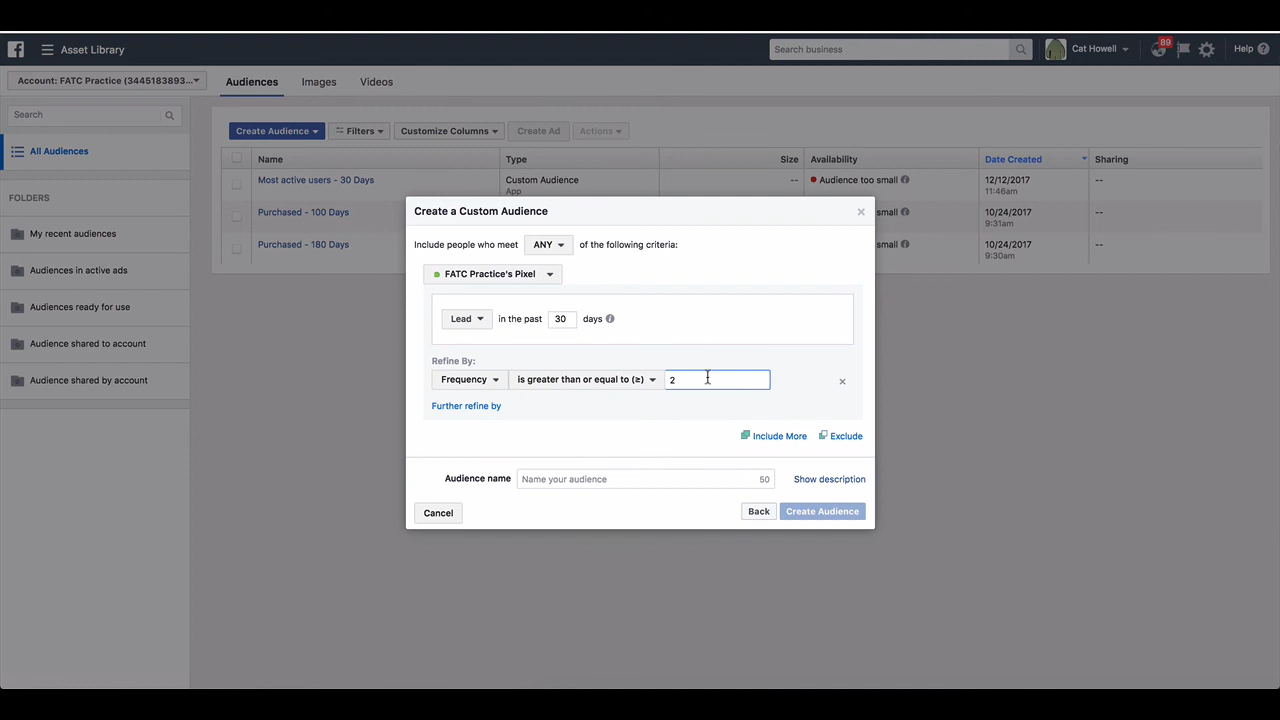 Asset Library
Search business
Cat Howell
89
Help
Account: FATC Practice (3445183893...
Audiences Images Videos
Search
All Audiences
FOLDERS
My recent audiences
Audiences in active ads
Audiences ready for use
Audience shared to account
Audience shared by account
Create Audience Filters Customize Columns Create Ad Actions
Name Type Size Availability Date Created Sharing
Most active users - 30 Days Custom Audience -- Audience too small 12/12/2017 --
App 11:46am
Purchased - 100 Days small 10/24/2017 --
9:31am
Purchased - 180 Days small 10/24/2017 --
9:30am
Create a Custom Audience
Include people who meet ANY of the following criteria:
FATC Practice's Pixel
Lead in the past 30 days
Refine By:
Frequency is greater than or equal to (≥) 2
Further refine by
Include More Exclude
Audience name Name your audience 50 Show description
Cancel Back Create Audience